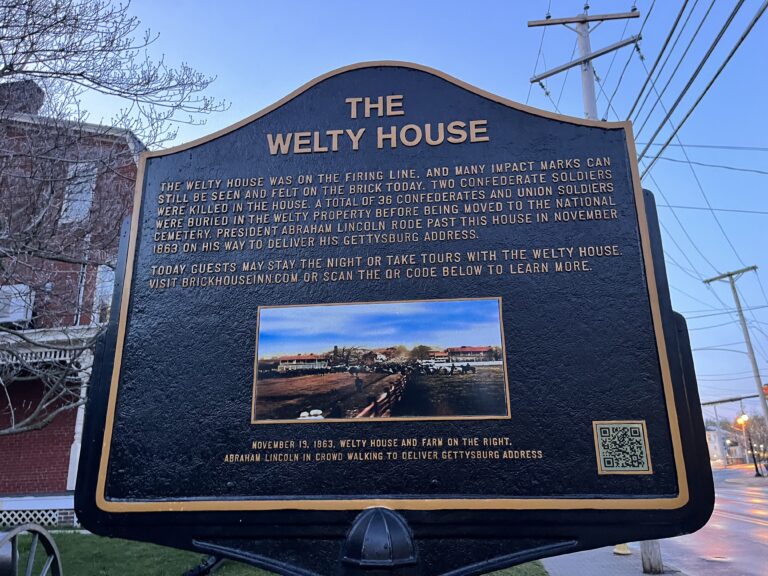 THE
WELTY HOUSE
THE WELTY HOUSE WAS ON THE FIRING LINE, AND MANY IMPACT MARKS CAN
STILL BE SEEN AND FELT ON THE BRICK TODAY. TWO CONFEDERATE SOLDIERS
WERE KILLED IN THE HOUSE. A TOTAL OF 36 CONFEDERATES AND UNION SOLDIERS
WERE BURIED IN THE WELTY PROPERTY BEFORE BEING MOVED TO THE NATIONAL
CEMETERY. PRESIDENT ABRAHAM LINCOLN RODE PAST THIS HOUSE IN NOVEMBER
1863 ON HIS WAY TO DELIVER HIS GETTYSBURG ADDRESS.
TODAY GUESTS MAY STAY THE NIGHT OR TAKE TOURS WITH THE WELTY HOUSE.
VISIT BRICKHOUSEINN.COM OR SCAN THE QR CODE BELOW TO LEARN MORE.
NOVEMBER 19, 1863, WELTY HOUSE AND FARM ON THE RIGHT,
ABRAHAM LINCOLN IN CROWD WALKING TO DELIVER GETTYSBURG ADDRESS